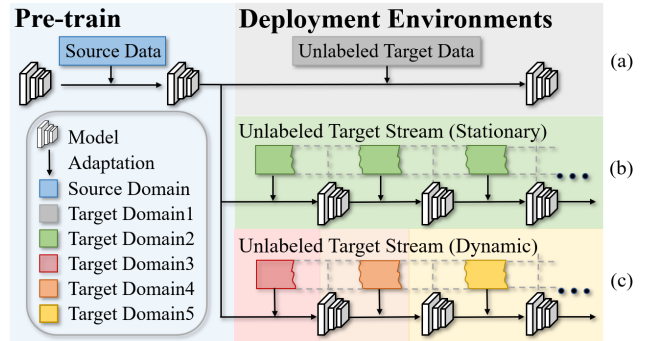 Pre-train
Deployment Environments
Source Data
Unlabeled Target Data
(a)
Model
Adaptation
Source Domain
Target Domain1
Target Domain2
Target Domain3
Target Domain4
Target Domain5
Unlabeled Target Stream (Stationary)
(b)
Unlabeled Target Stream (Dynamic)
(c)